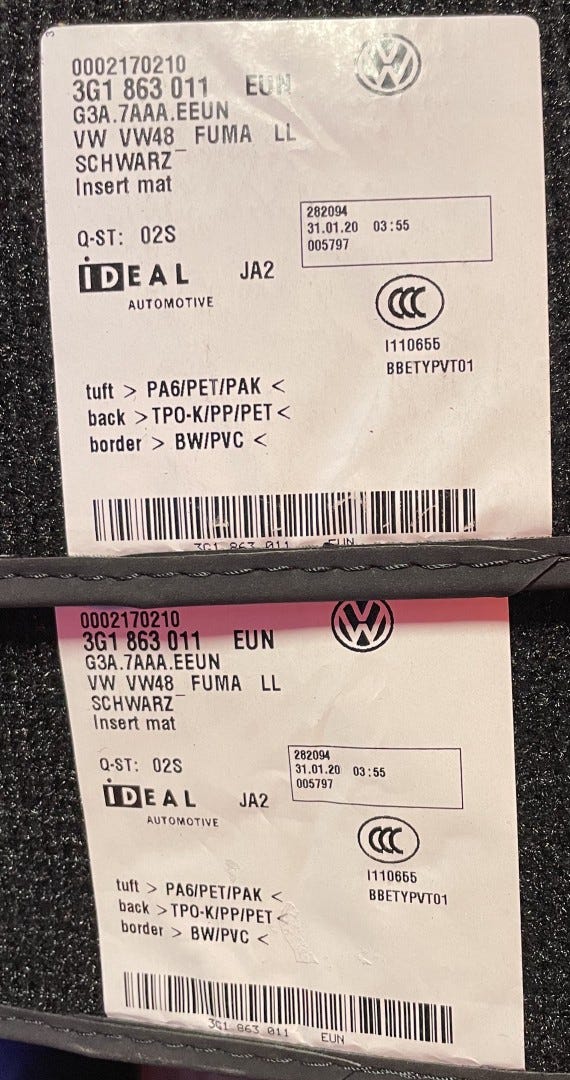 0002170210
3G1 863 011 EUN
G3A.7AAA.EEUN
VW VW48_ FUMA LL
SCHWARZ
Insert mat
282094
31.01.20 03:55
005797
Q-ST: 02S
IDEAL JA2
AUTOMOTIVE
CCC
I110655
BBETYPVT01
tuft > PA6/PET/PAK <
back >TPO-K/PP/PET<
border > BW/PVC <
3G1 863 011 EUN
0002170210
3G1 863 011 EUN
G3A.7AAA.EEUN
VW VW48_ FUMA LL
SCHWARZ
Insert mat
282094
31.01.20 03:55
005797
Q-ST: 02S
IDEAL JA2
AUTOMOTIVE
CCC
I110655
BBETYPVT01
tuft > PA6/PET/PAK <
back >TPO-K/PP/PET<
border > BW/PVC <
3G1 863 011 EUN